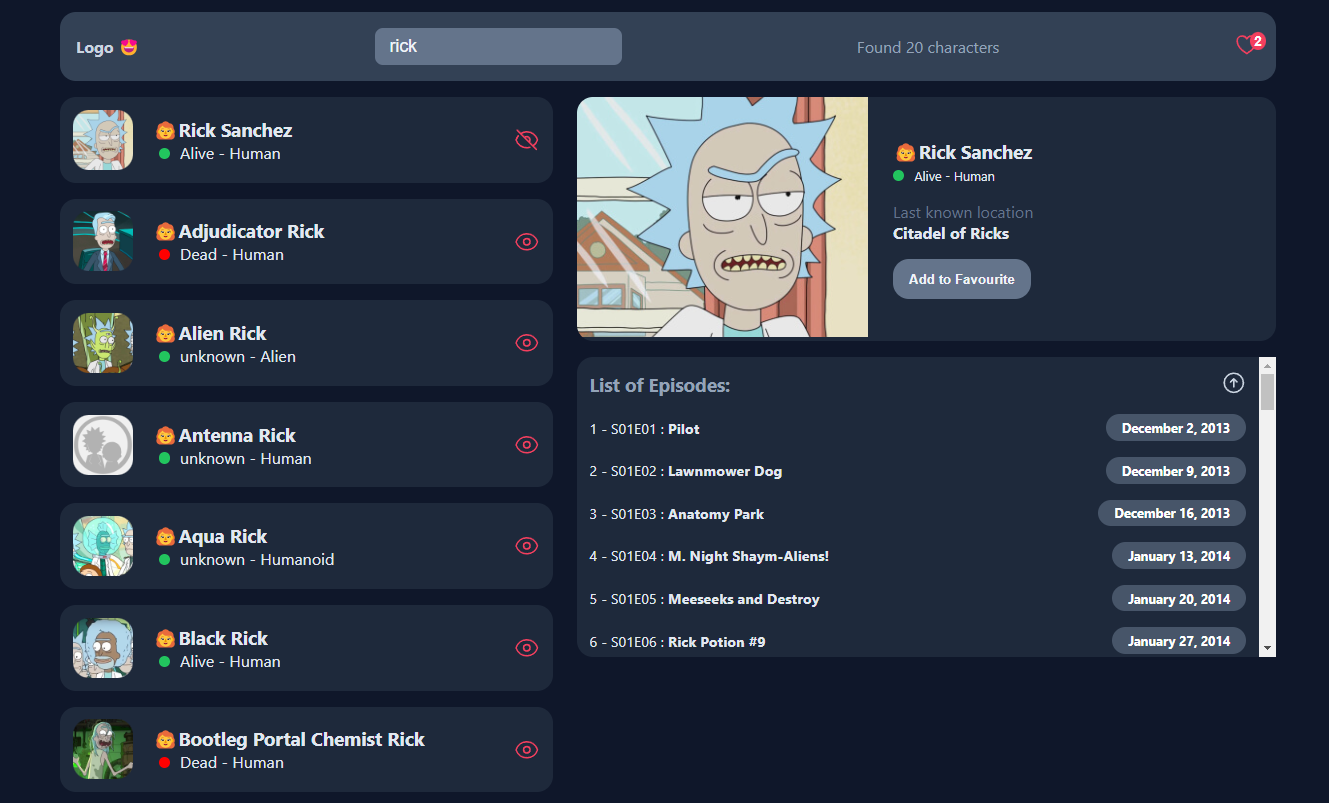 Logo 🤩
rick
Found 20 characters
2
Rick Sanchez
Alive - Human
Adjudicator Rick
Dead - Human
Alien Rick
unknown - Alien
Antenna Rick
unknown - Human
Aqua Rick
unknown - Humanoid
Black Rick
Alive - Human
Bootleg Portal Chemist Rick
Dead - Human
Rick Sanchez
Alive - Human
Last known location
Citadel of Ricks
Add to Favourite
List of Episodes:
1 - S01E01 : Pilot December 2, 2013
2 - S01E02 : Lawnmower Dog December 9, 2013
3 - S01E03 : Anatomy Park December 16, 2013
4 - S01E04 : M. Night Shaym-Aliens! January 13, 2014
5 - S01E05 : Meeseeks and Destroy January 20, 2014
6 - S01E06 : Rick Potion #9 January 27, 2014